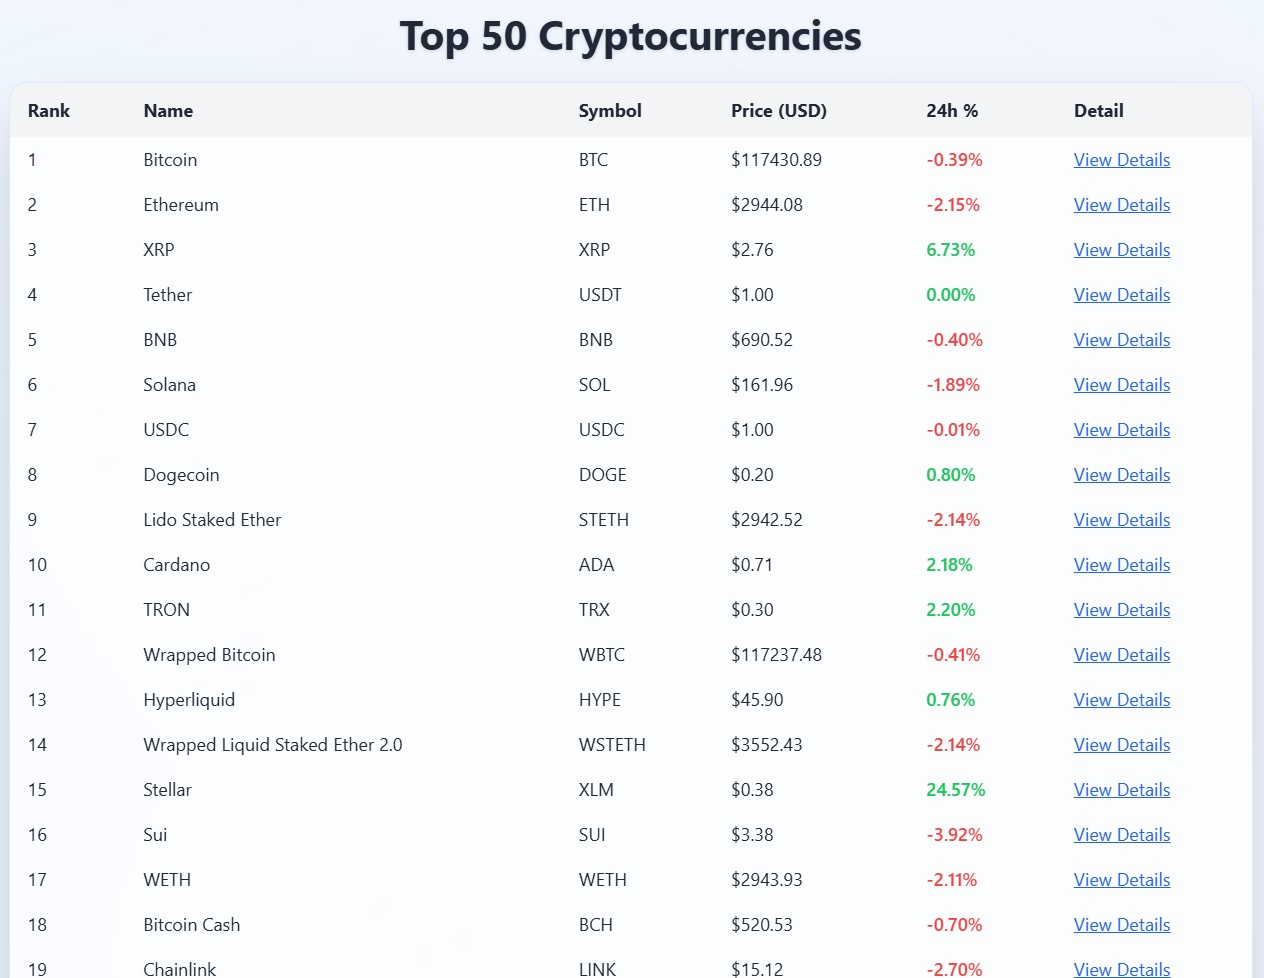 Top 50 Cryptocurrencies
Rank Name Symbol Price (USD) 24h % Detail
1 Bitcoin BTC $117430.89 -0.39% View Details
2 Ethereum ETH $2944.08 -2.15% View Details
3 XRP XRP $2.76 6.73% View Details
4 Tether USDT $1.00 0.00% View Details
5 BNB BNB $690.52 -0.40% View Details
6 Solana SOL $161.96 -1.89% View Details
7 USDC USDC $1.00 -0.01% View Details
8 Dogecoin DOGE $0.20 0.80% View Details
9 Lido Staked Ether STETH $2942.52 -2.14% View Details
10 Cardano ADA $0.71 2.18% View Details
11 TRON TRX $0.30 2.20% View Details
12 Wrapped Bitcoin WBTC $117237.48 -0.41% View Details
13 Hyperliquid HYPE $45.90 0.76% View Details
14 Wrapped Liquid Staked Ether 2.0 WSTETH $3552.43 -2.14% View Details
15 Stellar XLM $0.38 24.57% View Details
16 Sui SUI $3.38 -3.92% View Details
17 WETH WETH $2943.93 -2.11% View Details
18 Bitcoin Cash BCH $520.53 -0.70% View Details
19 Chainlink LINK $15.12 -2.70% View Details